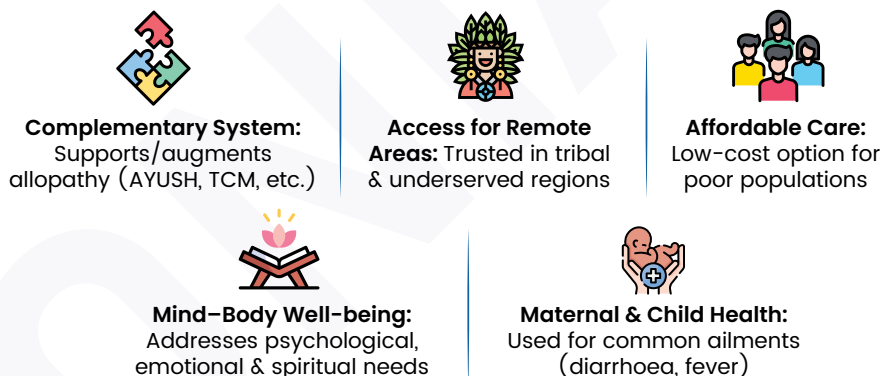 Complementary System:
Supports/augments
allopathy (AYUSH, TCM, etc.)
Access for Remote
Areas: Trusted in tribal
& underserved regions
Affordable Care:
Low-cost option for
poor populations
Mind–Body Well-being:
Addresses psychological,
emotional & spiritual needs
Maternal & Child Health:
Used for common ailments
(diarrhoea, fever)